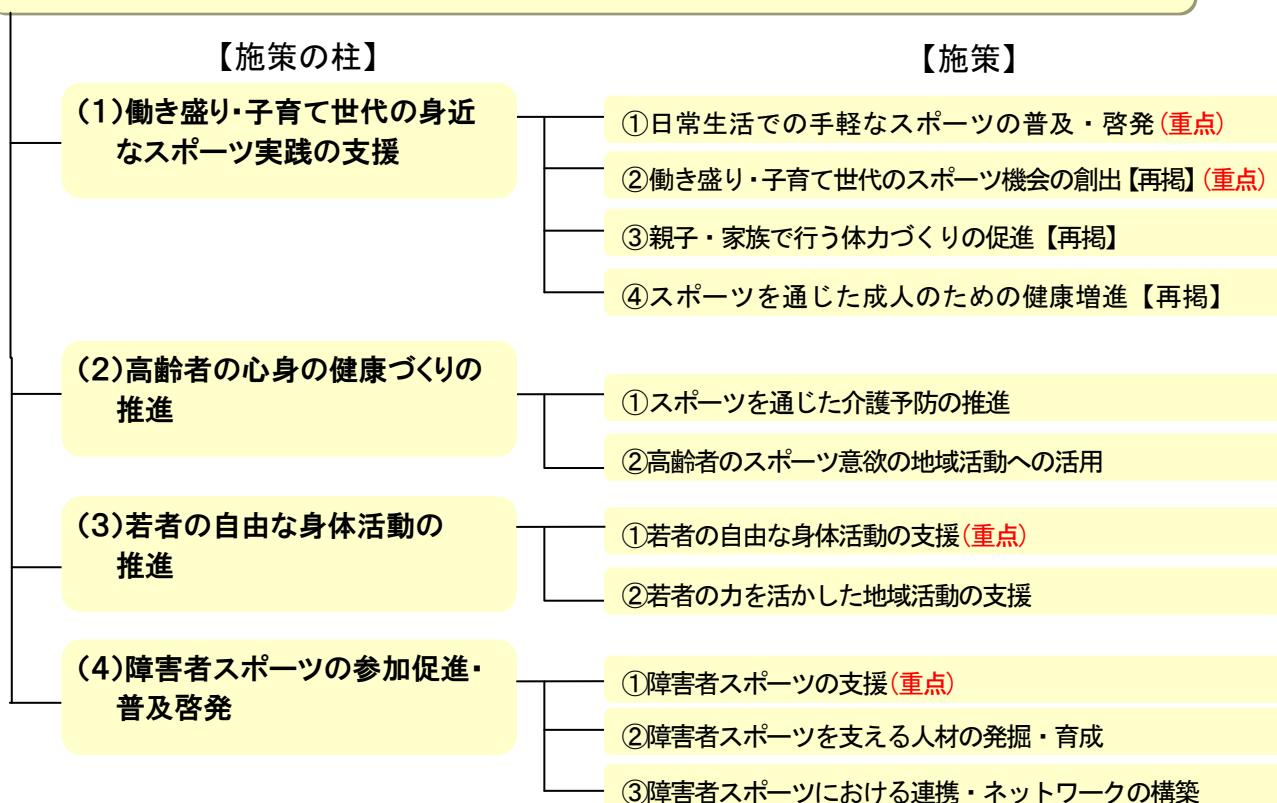 【施策の柱】
【施策】
(1)働き盛り・子育て世代の身近
なスポーツ実践の支援
①日常生活での手軽なスポーツの普及・啓発(重点)
②働き盛り・子育て世代のスポーツ機会の創出【再掲】(重点)
③親子・家族で行う体力づくりの促進【再掲】
④スポーツを通じた成人のための健康増進【再掲】
(2)高齢者の心身の健康づくりの
推進
①スポーツを通じた介護予防の推進
②高齢者のスポーツ意欲の地域活動への活用
(3)若者の自由な身体活動の
推進
①若者の自由な身体活動の支援(重点)
②若者の力を活かした地域活動の支援
(4)障害者スポーツの参加促進・
普及啓発
①障害者スポーツの支援(重点)
②障害者スポーツを支える人材の発掘・育成
③障害者スポーツにおける連携・ネットワークの構築